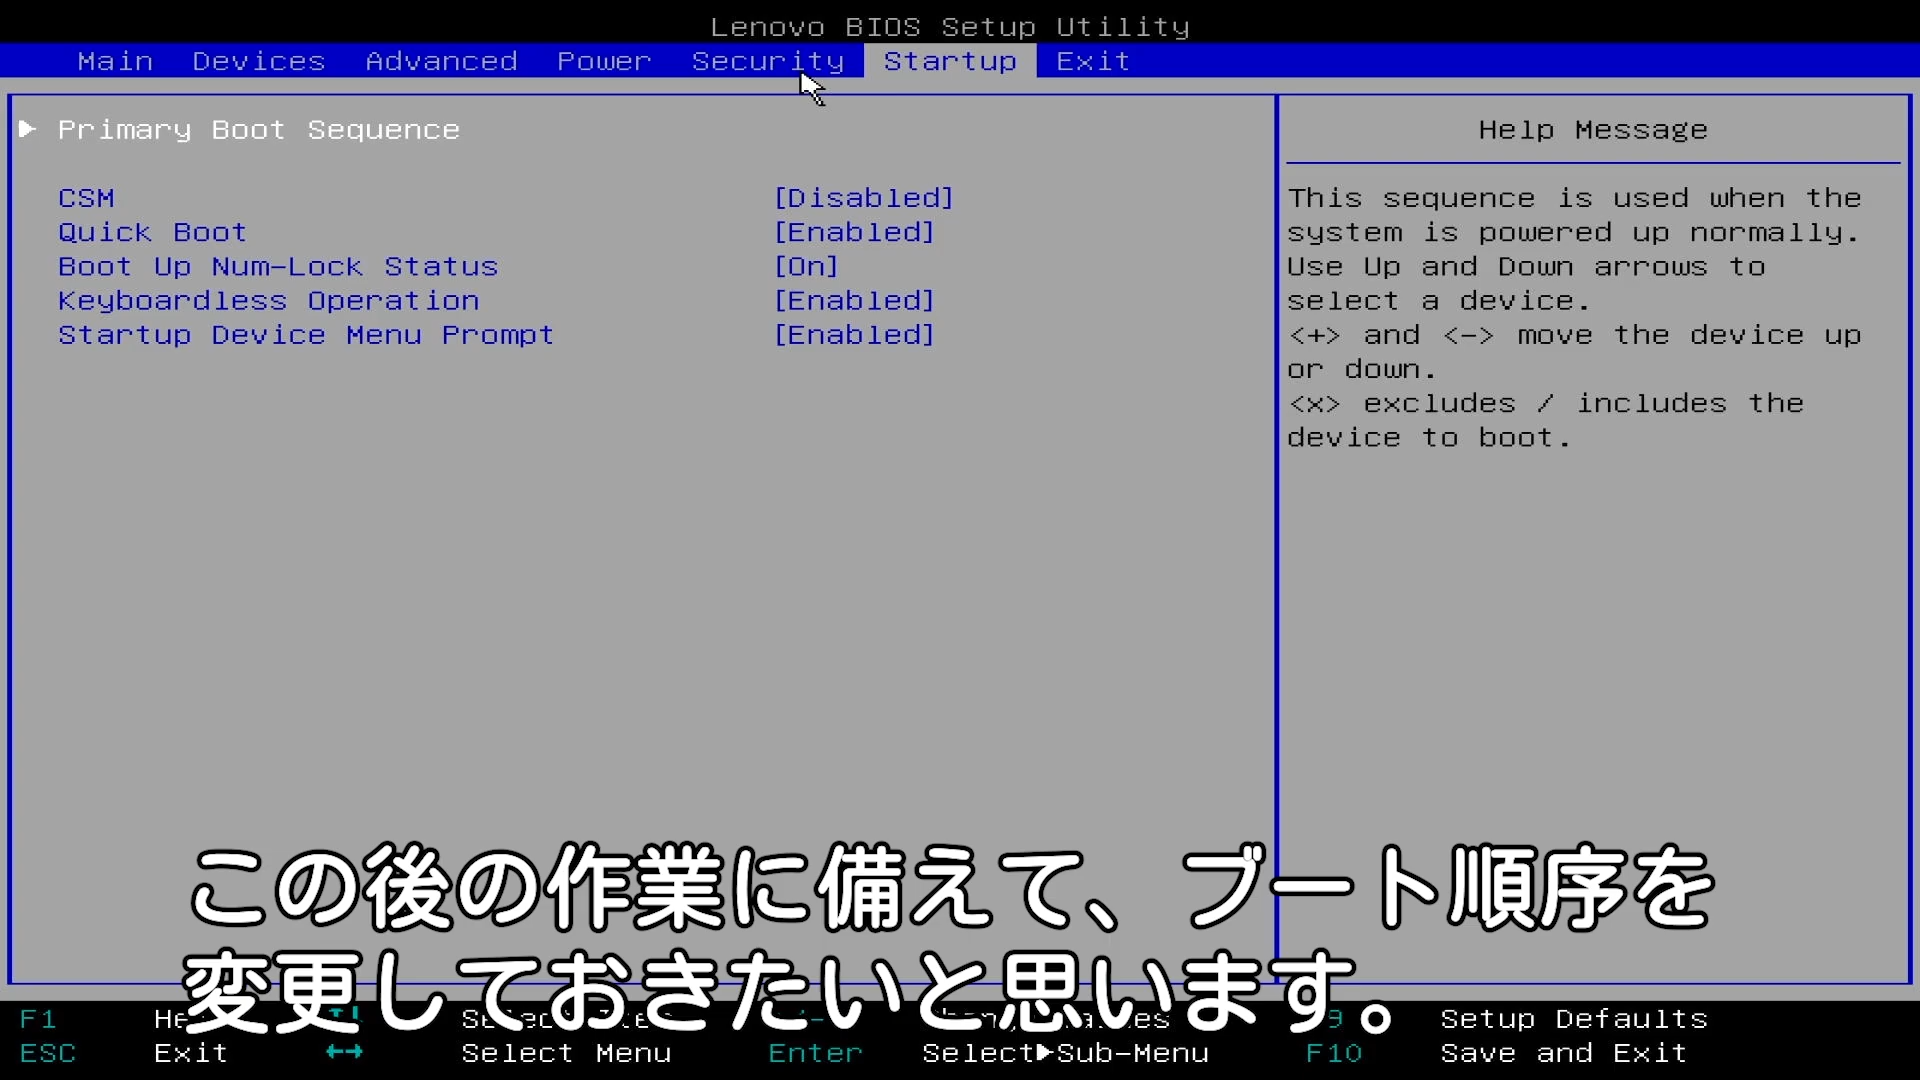 Lenovo BIOS Setup Utility
Main Devices Advanced Power Security Startup Exit
Primary Boot Sequence
CSM [Disabled]
Quick Boot [Enabled]
Boot Up Num-Lock Status [On]
Keyboardless Operation [Enabled]
Startup Device Menu Prompt [Enabled]
Help Message
This sequence is used when the
system is powered up normally.
Use Up and Down arrows to
select a device.
<+> and <-> move the device up
or down.
<x> excludes / includes the
device to boot.
この後の作業に備えて、ブート順序を
変更しておきたいと思います。
F1 Setup Defaults
ESC Exit ←→ Select Menu Enter Select▶Sub-Menu F10 Save and Exit